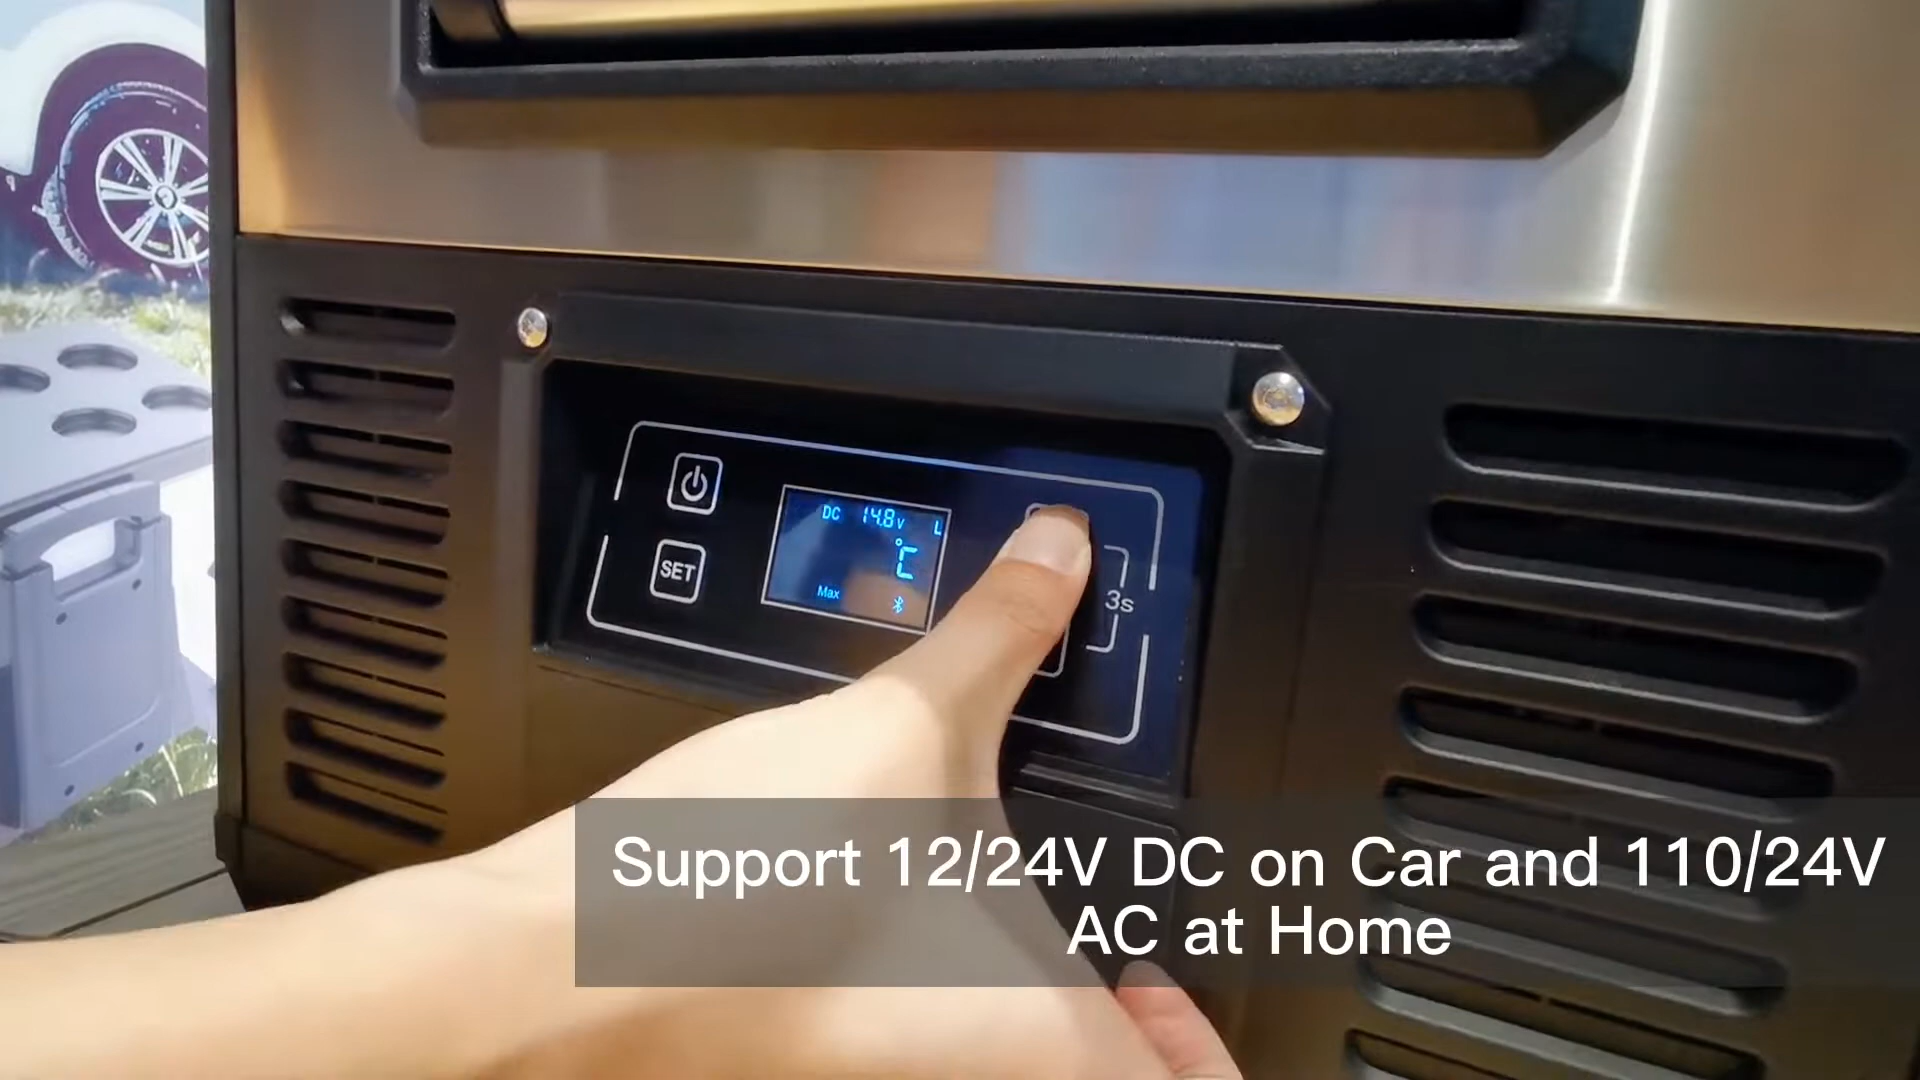 DC 14.8V L
°C
Max
SET
3s
Support 12/24V DC on Car and 110/24V
AC at Home